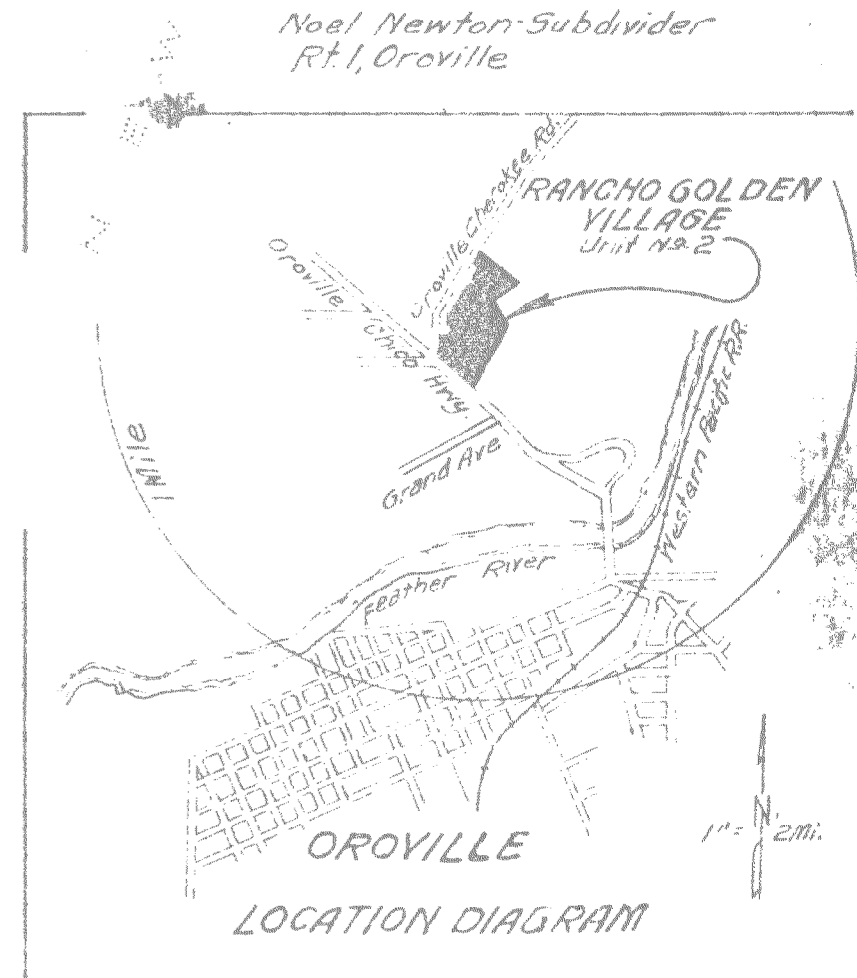 Noel Newton-Subdivider
Rt. 1, Oroville
Oroville Cherokee Rd.
RANCHO GOLDEN
VILLAGE
Unit No. 2
Oroville Chico Hwy.
1 Mile
Grand Ave
Western Pacific R.R.
Feather River
OROVILLE
N
LOCATION DIAGRAM